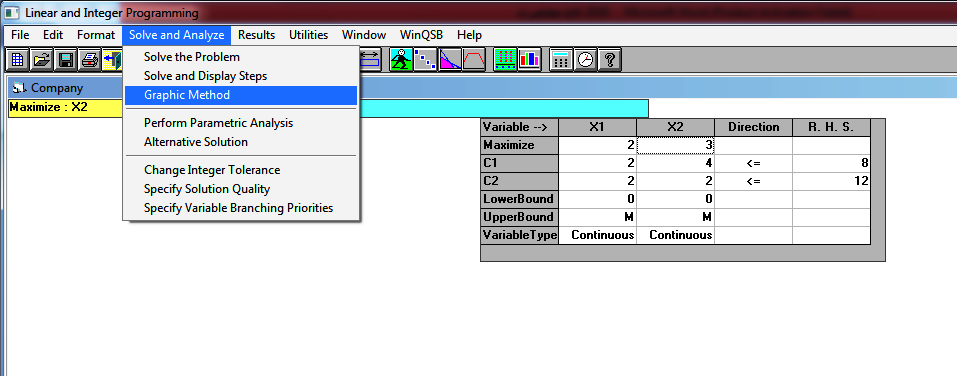 Linear and Integer Programming
File Edit Format Solve and Analyze Results Utilities Window WinQSB Help
Solve the Problem
Solve and Display Steps
Graphic Method
Perform Parametric Analysis
Alternative Solution
Change Integer Tolerance
Specify Solution Quality
Specify Variable Branching Priorities
Company
Maximize : X2
Variable --> X1 X2 Direction R. H. S.
Maximize 2 3
C1 2 4 <= 8
C2 2 2 <= 12
LowerBound 0 0
UpperBound M M
VariableType Continuous Continuous